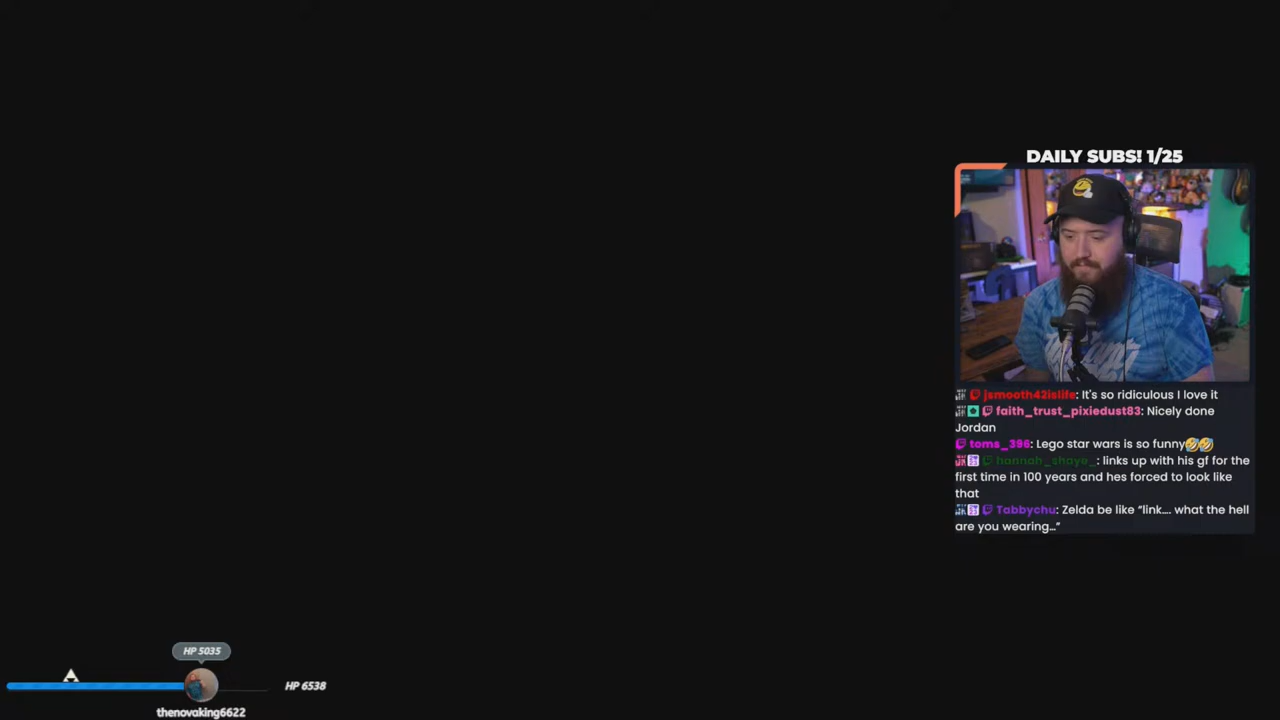 DAILY SUBS! 1/25
jsmooth42islife: It's so ridiculous I love it
faith_trust_pixiedust83: Nicely done
Jordan
toms_396: Lego star wars is so funny🤣🤣
hannah_shaye_: links up with his gf for the
first time in 100 years and hes forced to look like
that
Tabbychu: Zelda be like “link.... what the hell
are you wearing...”
HP 5035
HP 6538
thenovaking6622